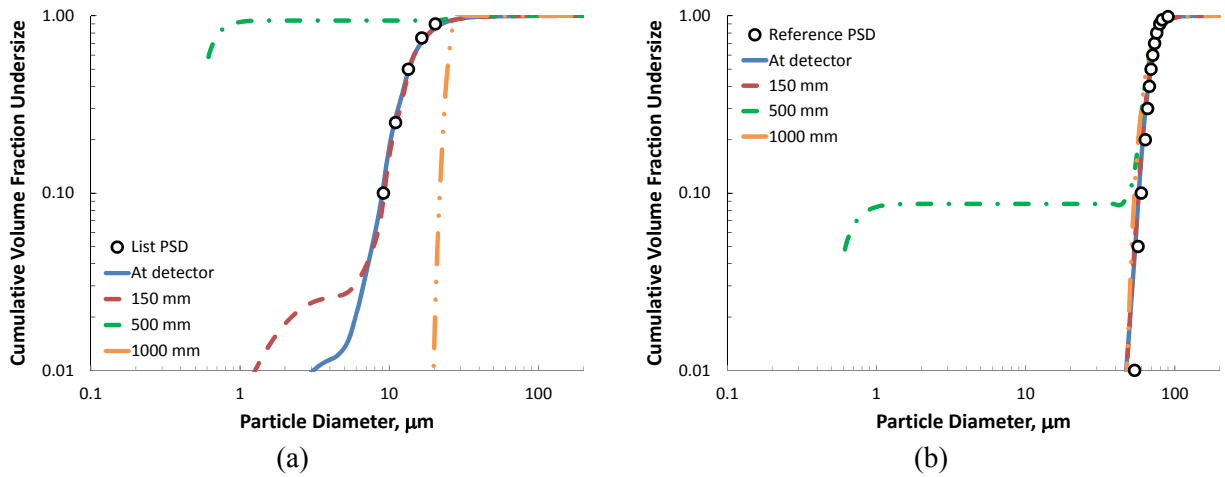 Cumulative Volume Fraction Undersize
1.00
0.10
0.01
List PSD
At detector
150 mm
500 mm
1000 mm
0.1
1
10
100
Particle Diameter, μm
(a)
Cumulative Volume Fraction Undersize
1.00
0.10
0.01
Reference PSD
At detector
150 mm
500 mm
1000 mm
0.1
1
10
100
Particle Diameter, μm
(b)